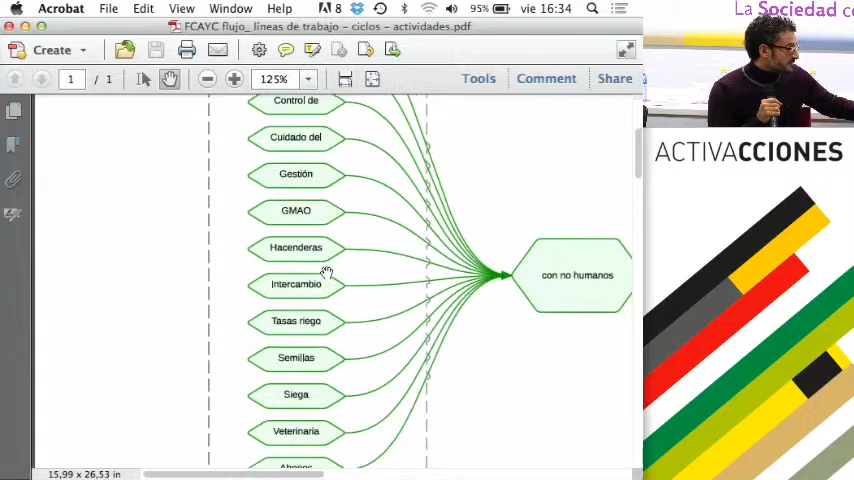 La Sociedad c
Acrobat File Edit View Window Help 8 95% vie 16:34
FCAYC flujo_ líneas de trabajo - ciclos - actividades.pdf
Create
1 / 1 125% Tools Comment Share
Control de
Cuidado del
Gestión
GMAO
Hacenderas
Intercambio
Tasas riego
Semillas
Siega
Veterinaria
Abonos
con no humanos
15,99 x 26,53 in
ACTIVACCIONES